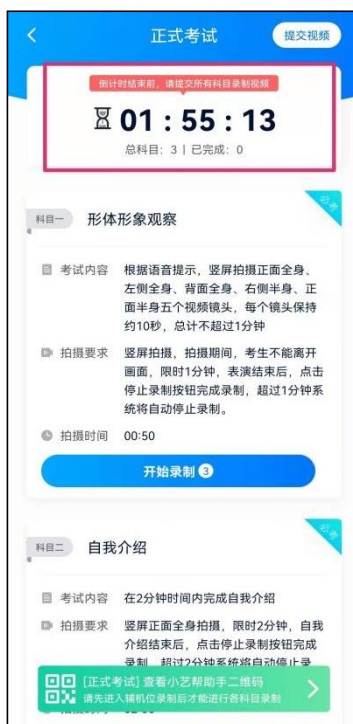 正式考试
提交视频
倒计时结束前，请提交所有科目录制视频
01 : 55 : 13
总科目：3 | 已完成：0
必考
科目一
形体形象观察
考试内容
根据语音提示，竖屏拍摄正面全身、
左侧全身、背面全身、右侧半身、正
面半身五个视频镜头，每个镜头保持
约10秒，总计不超过1分钟
拍摄要求
竖屏拍摄，拍摄期间，考生不能离开
画面，限时1分钟，表演结束后，点击
停止录制按钮完成录制，超过1分钟系
统将自动停止录制。
拍摄时间
00:50
开始录制 3
必考
科目二
自我介绍
考试内容
在2分钟时间内完成自我介绍
拍摄要求
竖屏正面全身拍摄，限时2分钟，自我
介绍结束后，点击停止录制按钮完成
录制，超过2分钟系统将自动停止录
[正式考试] 查看小艺帮助手二维码
请先进入辅机位录制后才能进行各科目录制